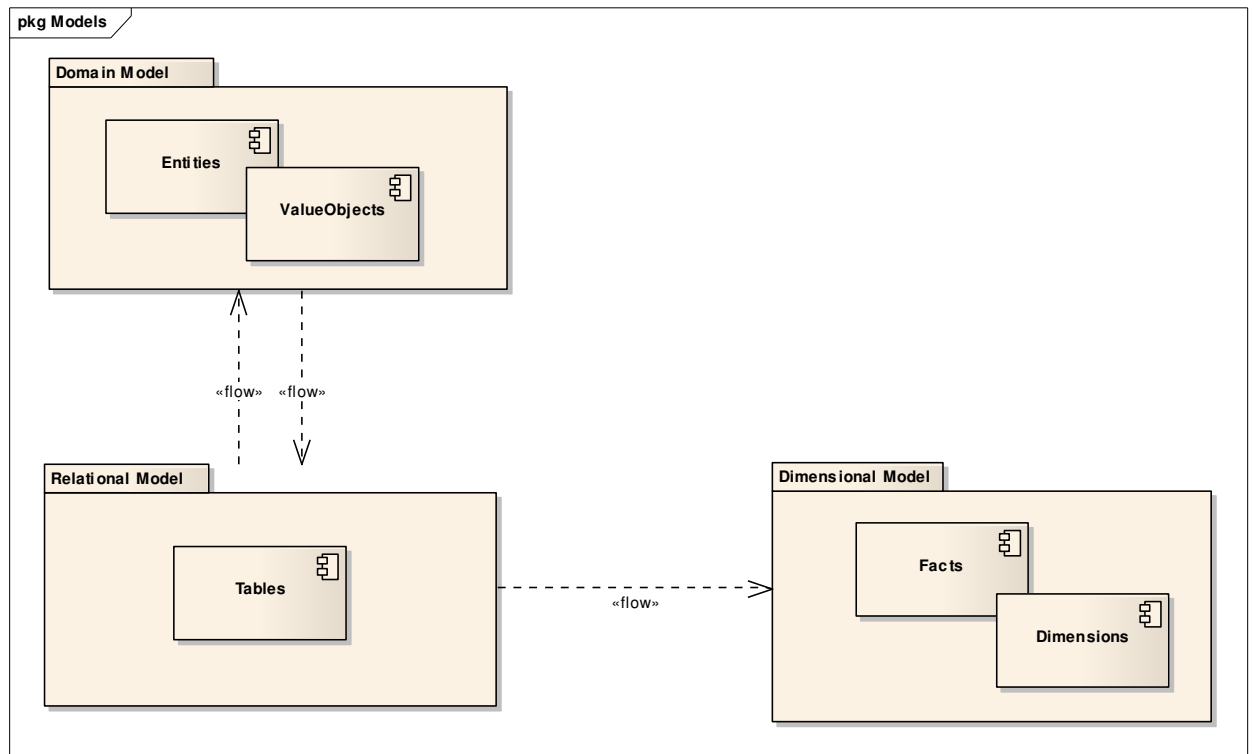 pkg Models
Domain Model
Entities
ValueObjects
«flow» «flow»
Relational Model
Dimensional Model
Tables
Facts
Dimensions
«flow»